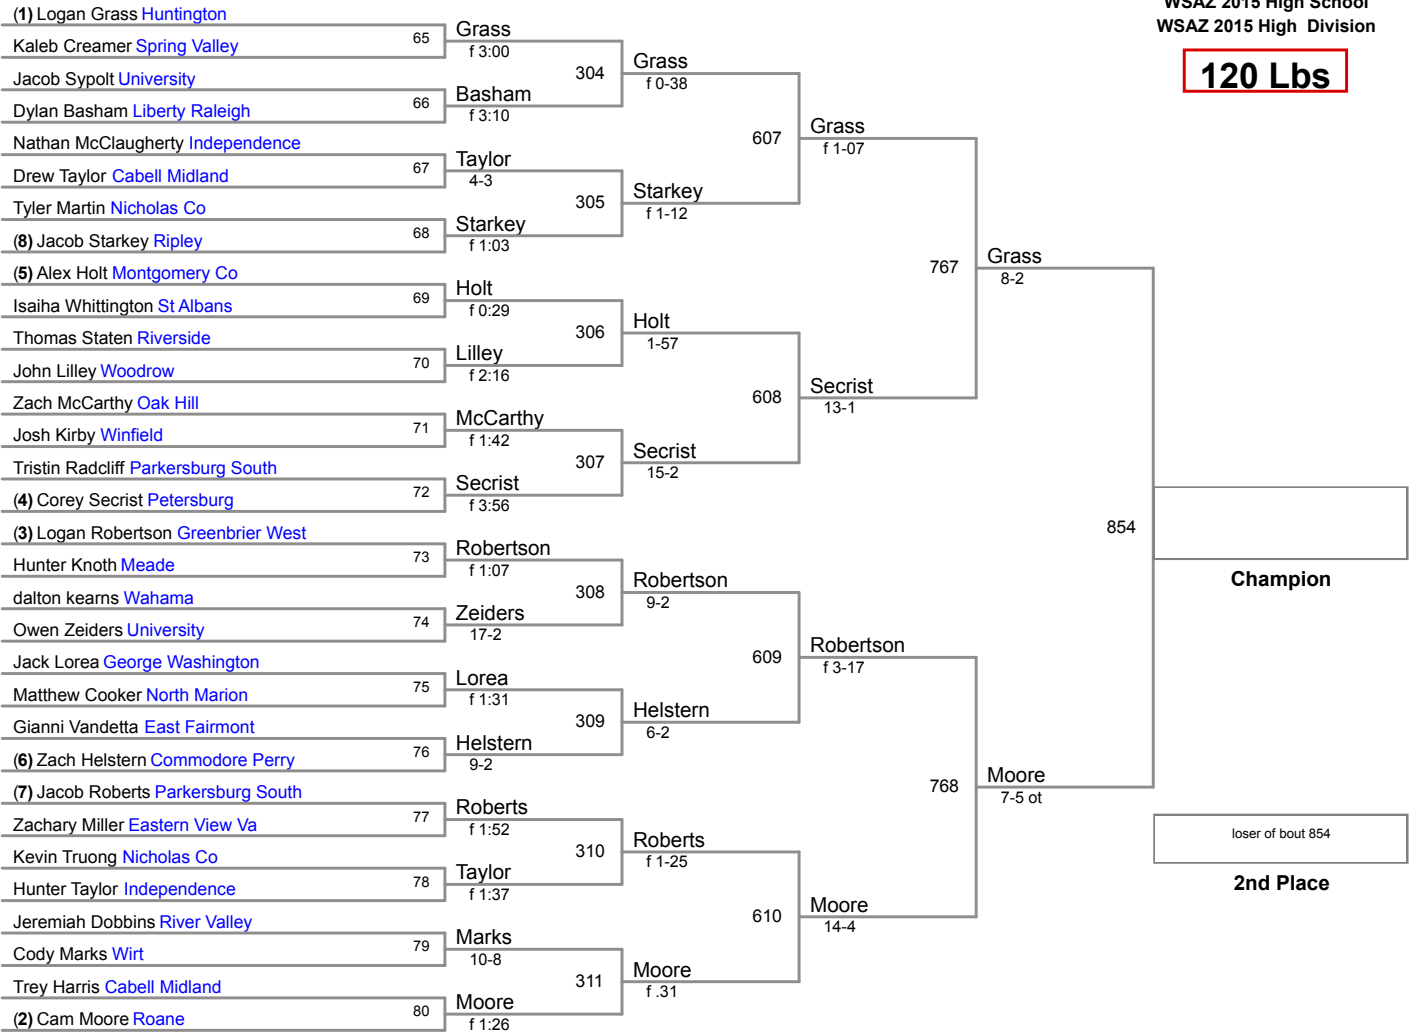 WSAZ 2015 High School
WSAZ 2015 High Division
120 Lbs
(1) Logan Grass Huntington
Kaleb Creamer Spring Valley
Jacob Sypolt University
Dylan Basham Liberty Raleigh
Nathan McClaugherty Independence
Drew Taylor Cabell Midland
Tyler Martin Nicholas Co
(8) Jacob Starkey Ripley
(5) Alex Holt Montgomery Co
Isaiha Whittington St Albans
Thomas Staten Riverside
John Lilley Woodrow
Zach McCarthy Oak Hill
Josh Kirby Winfield
Tristin Radcliff Parkersburg South
(4) Corey Secrist Petersburg
(3) Logan Robertson Greenbrier West
Hunter Knoth Meade
dalton kearns Wahama
Owen Zeiders University
Jack Lorea George Washington
Matthew Cooker North Marion
Gianni Vandetta East Fairmont
(6) Zach Helstern Commodore Perry
(7) Jacob Roberts Parkersburg South
Zachary Miller Eastern View Va
Kevin Truong Nicholas Co
Hunter Taylor Independence
Jeremiah Dobbins River Valley
Cody Marks Wirt
Trey Harris Cabell Midland
(2) Cam Moore Roane
65
66
67
68
69
70
71
72
73
74
75
76
77
78
79
80
Grass
f 3:00
Basham
f 3:10
Taylor
4-3
Starkey
f 1:03
Holt
f 0:29
Lilley
f 2:16
McCarthy
f 1:42
Secrist
f 3:56
Robertson
f 1:07
Zeiders
17-2
Lorea
f 1:31
Helstern
9-2
Roberts
f 1:52
Taylor
f 1:37
Marks
10-8
Moore
f 1:26
304
305
306
307
308
309
310
311
Grass
f 0-38
Starkey
f 1-12
Holt
1-57
Secrist
15-2
Robertson
9-2
Helstern
6-2
Roberts
f 1-25
Moore
f .31
607
608
609
610
Grass
f 1-07
Secrist
13-1
Robertson
f 3-17
Moore
14-4
767
768
Grass
8-2
Moore
7-5 ot
854
Champion
loser of bout 854
2nd Place